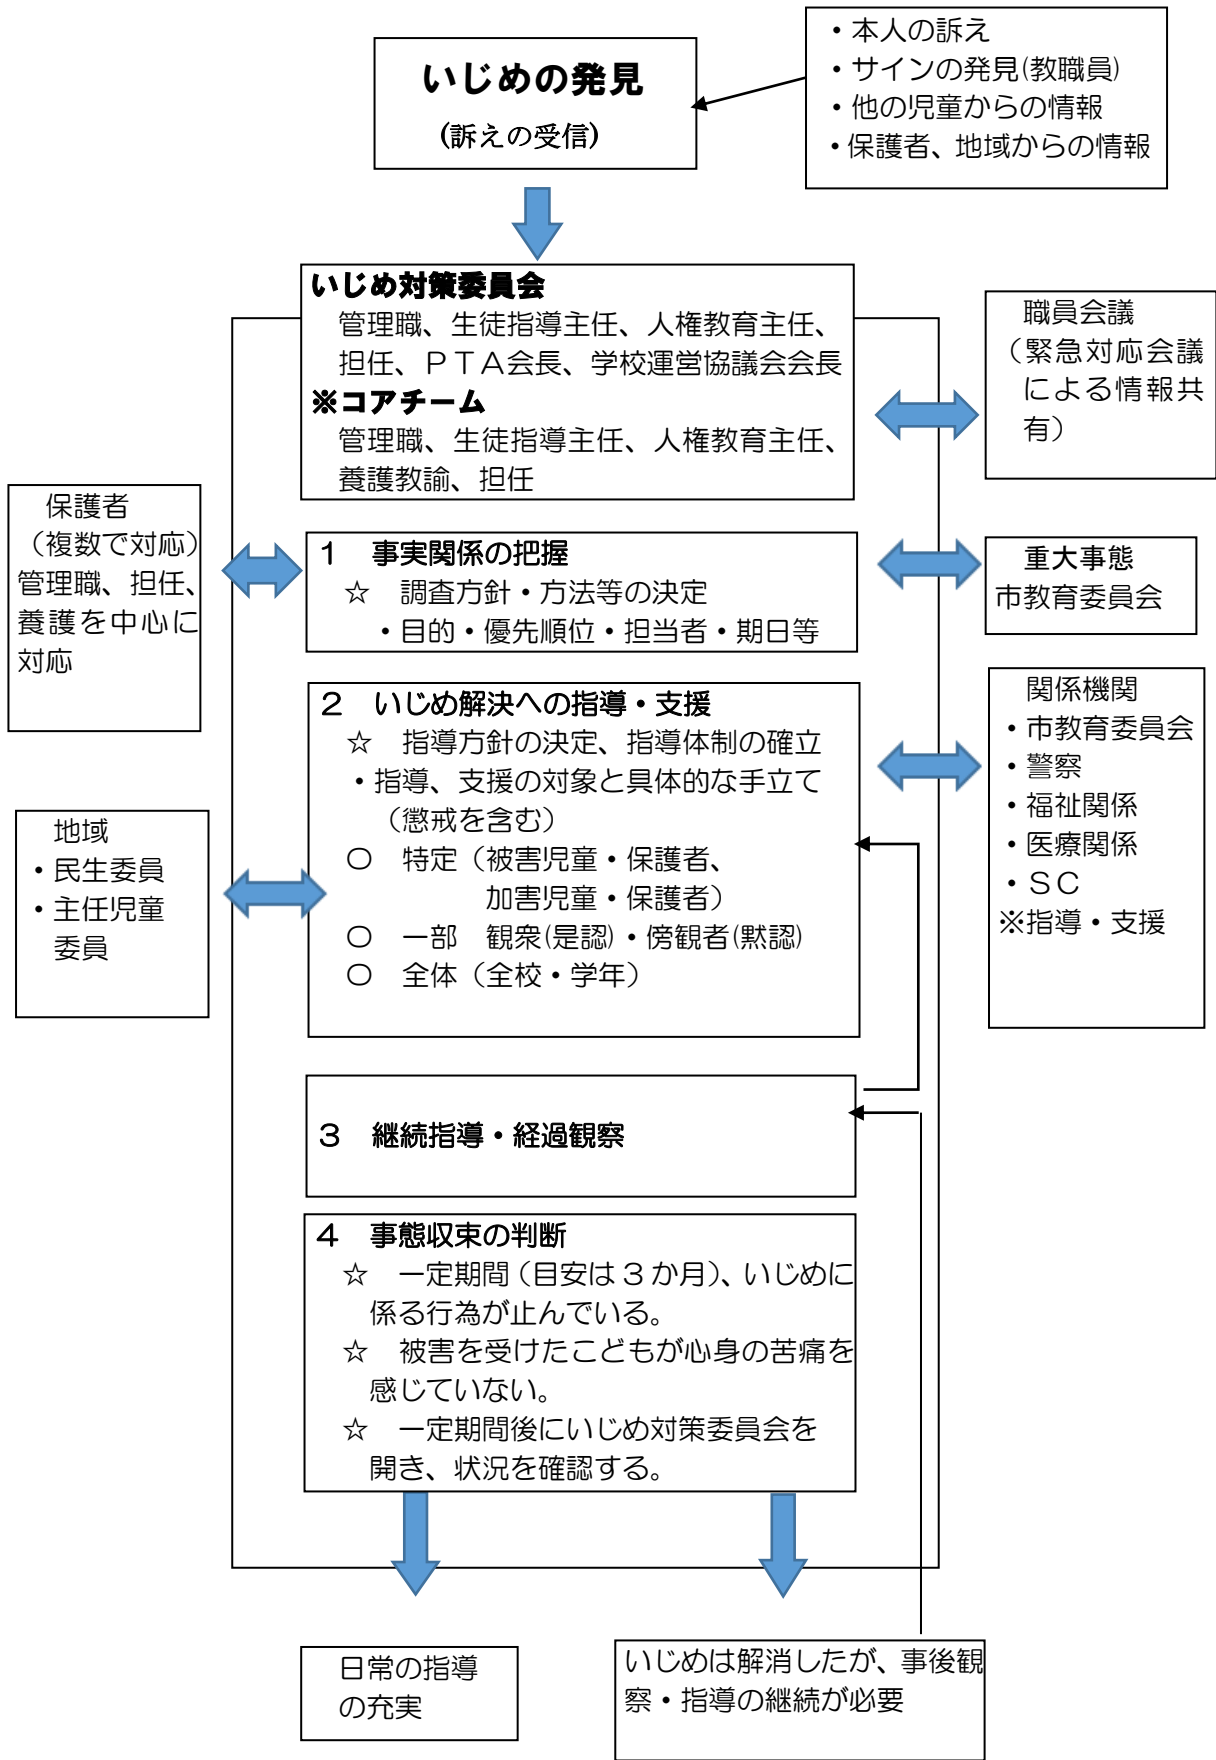 いじめの発見
(訴えの受信)
・本人の訴え
・サインの発見(教職員)
・他の児童からの情報
・保護者、地域からの情報
いじめ対策委員会
管理職、生徒指導主任、人権教育主任、
担任、ＰＴＡ会長、学校運営協議会会長
※コアチーム
管理職、生徒指導主任、人権教育主任、
養護教諭、担任
職員会議
（緊急対応会議
による情報共
有）
保護者
（複数で対応）
管理職、担任、
養護を中心に
対応
１　事実関係の把握
☆　調査方針・方法等の決定
・目的・優先順位・担当者・期日等
重大事態
市教育委員会
２　いじめ解決への指導・支援
☆　指導方針の決定、指導体制の確立
・指導、支援の対象と具体的な手立て
（懲戒を含む）
○　特定（被害児童・保護者、
加害児童・保護者）
○　一部　観衆(是認)・傍観者(黙認)
○　全体（全校・学年）
関係機関
・市教育委員会
・警察
・福祉関係
・医療関係
・ＳＣ
※指導・支援
地域
・民生委員
・主任児童
委員
３　継続指導・経過観察
４　事態収束の判断
☆　一定期間（目安は３か月）、いじめに
係る行為が止んでいる。
☆　被害を受けたこどもが心身の苦痛を
感じていない。
☆　一定期間後にいじめ対策委員会を
開き、状況を確認する。
日常の指導
の充実
いじめは解消したが、事後観
察・指導の継続が必要